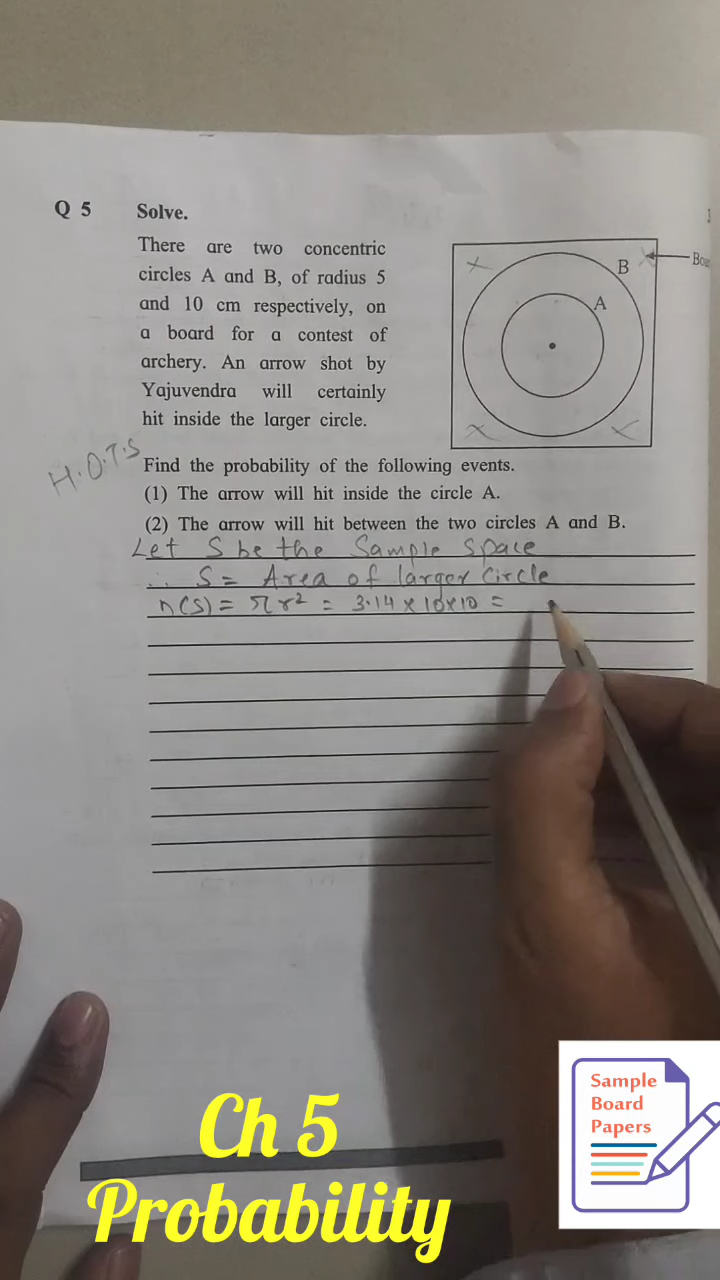 Q 5 Solve.
There are two concentric
circles A and B, of radius 5
and 10 cm respectively, on
a board for a contest of
archery. An arrow shot by
Yajuvendra will certainly
hit inside the larger circle.
B
A
H.O.T.S
Find the probability of the following events.
(1) The arrow will hit inside the circle A.
(2) The arrow will hit between the two circles A and B.
Let S be the Sample Space
∴ S = Area of larger Circle
n(S) = πr² = 3.14 × 10 × 10 =
Ch 5
Probability
Sample
Board
Papers